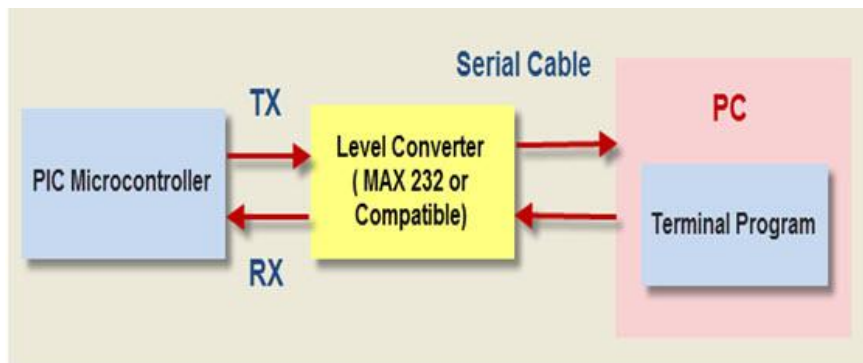 Serial Cable
TX
PC
PIC Microcontroller
Level Converter
( MAX 232 or
Compatible)
Terminal Program
RX